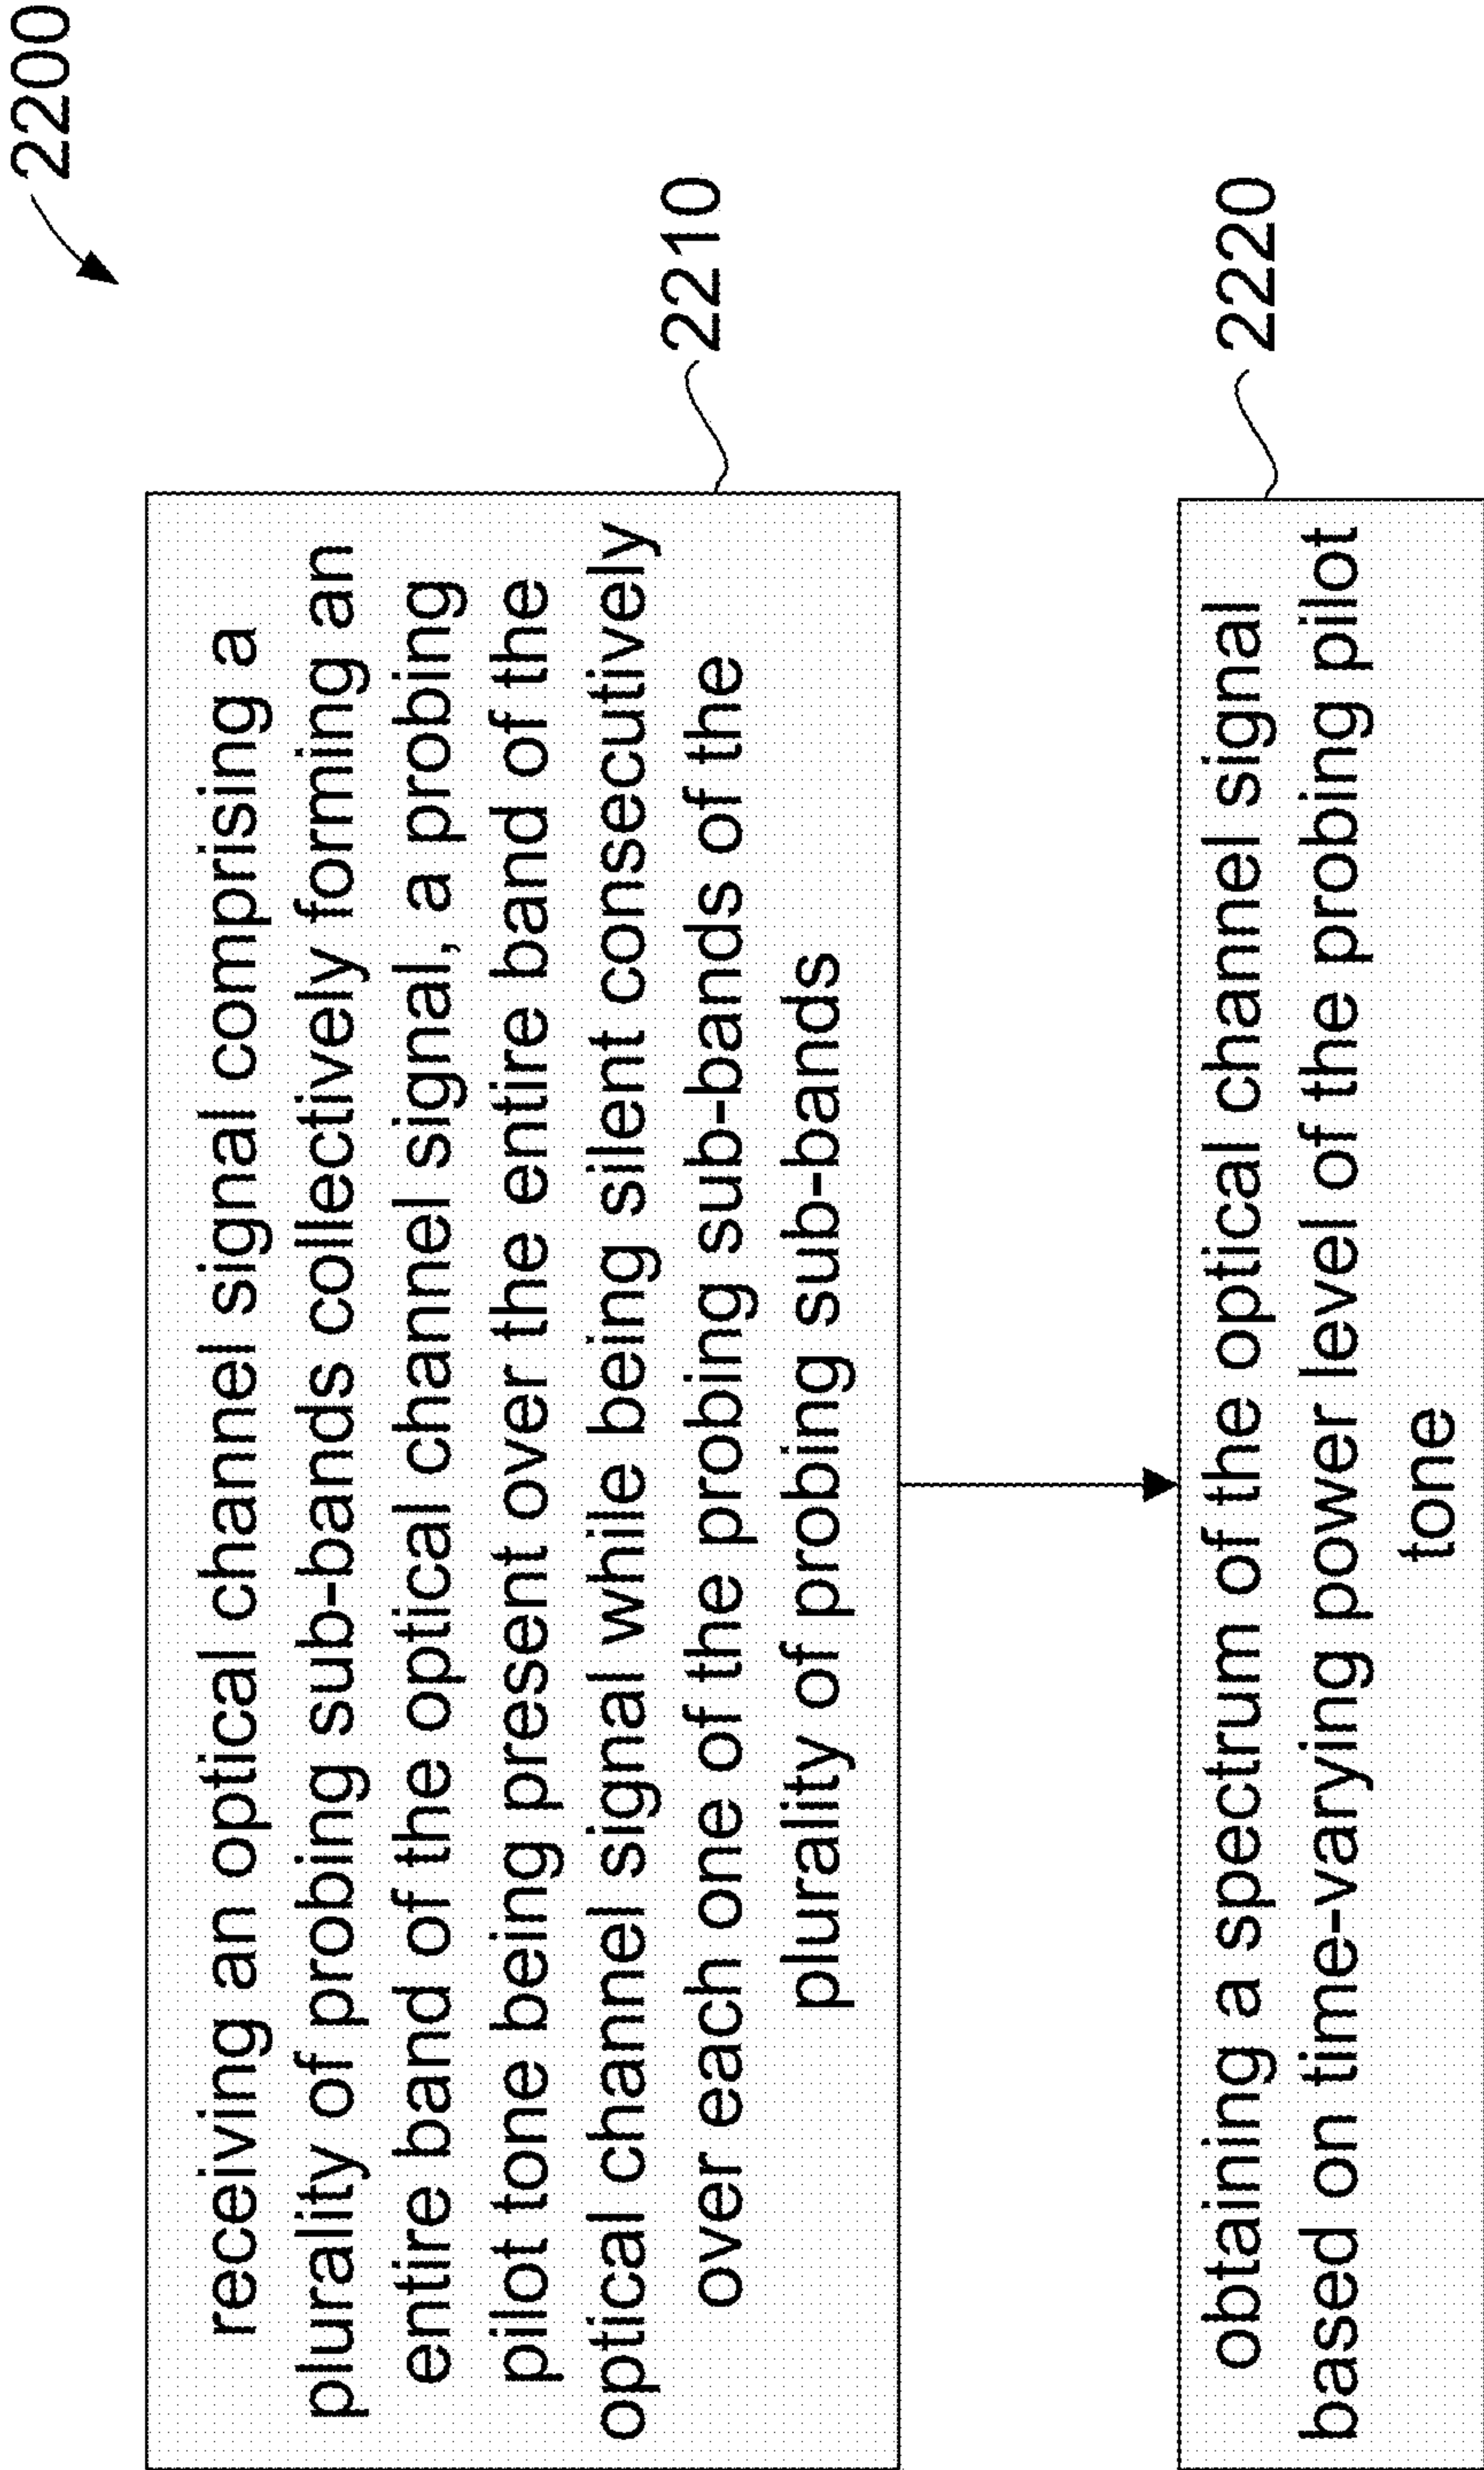 2200
receiving an optical channel signal comprising a
plurality of probing sub-bands collectively forming an
entire band of the optical channel signal, a probing
pilot tone being present over the entire band of the
optical channel signal while being silent consecutively
over each one of the probing sub-bands of the
plurality of probing sub-bands
2210
obtaining a spectrum of the optical channel signal
based on time-varying power level of the probing pilot
tone
2220